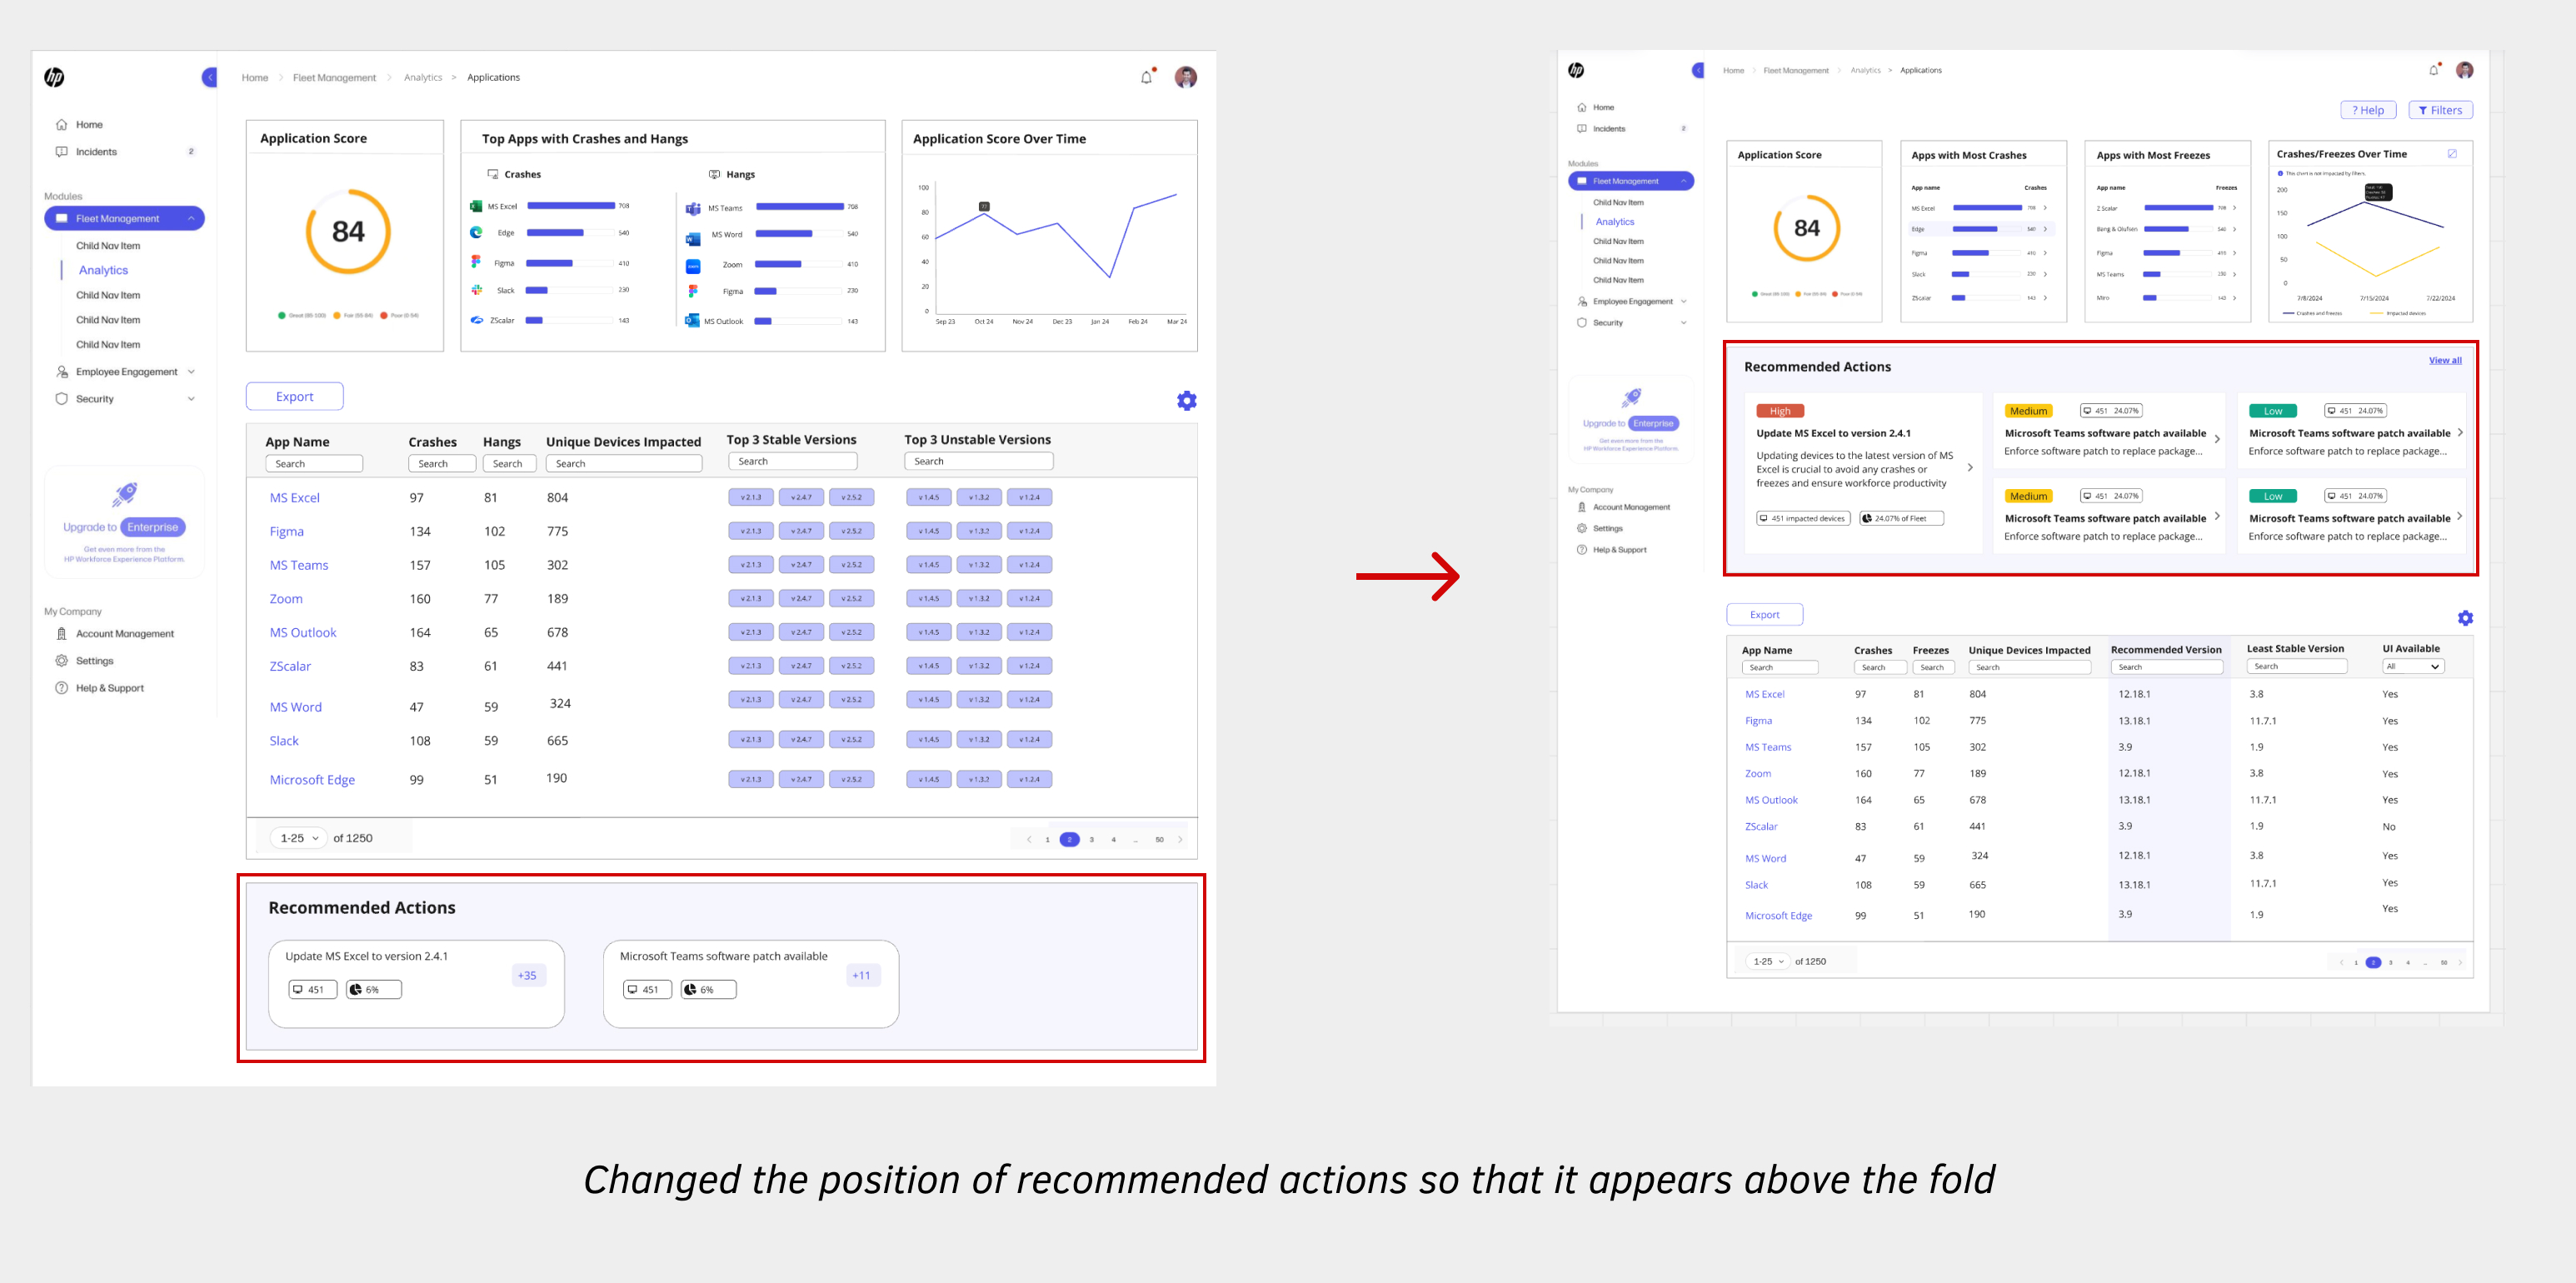 hp
Home > Fleet Management > Analytics > Applications
Home
Incidents 2
Modules
Fleet Management
Child Nav Item
Analytics
Child Nav Item
Child Nav Item
Child Nav Item
Employee Engagement
Security
Upgrade to Enterprise
Get even more from the
HP Workforce Experience Platform.
My Company
Account Management
Settings
Help & Support
Application Score
84
Great (85-100) Fair (55-84) Poor (0-54)
Top Apps with Crashes and Hangs
Crashes
MS Excel 708
Edge 540
Figma 410
Slack 230
ZScalar 143
Hangs
MS Teams 708
MS Word 540
Zoom 410
Figma 230
MS Outlook 143
Application Score Over Time
100
80
60
40
20
0
77
Sep 23 Oct 24 Nov 24 Dec 23 Jan 24 Feb 24 Mar 24
Export
App Name Crashes Hangs Unique Devices Impacted Top 3 Stable Versions Top 3 Unstable Versions
Search Search Search Search Search Search
MS Excel 97 81 804 v 2.1.3 v 2.4.7 v 2.5.2 v 1.4.5 v 1.3.2 v 1.2.4
Figma 134 102 775 v 2.1.3 v 2.4.7 v 2.5.2 v 1.4.5 v 1.3.2 v 1.2.4
MS Teams 157 105 302 v 2.1.3 v 2.4.7 v 2.5.2 v 1.4.5 v 1.3.2 v 1.2.4
Zoom 160 77 189 v 2.1.3 v 2.4.7 v 2.5.2 v 1.4.5 v 1.3.2 v 1.2.4
MS Outlook 164 65 678 v 2.1.3 v 2.4.7 v 2.5.2 v 1.4.5 v 1.3.2 v 1.2.4
ZScalar 83 61 441 v 2.1.3 v 2.4.7 v 2.5.2 v 1.4.5 v 1.3.2 v 1.2.4
MS Word 47 59 324 v 2.1.3 v 2.4.7 v 2.5.2 v 1.4.5 v 1.3.2 v 1.2.4
Slack 108 59 665 v 2.1.3 v 2.4.7 v 2.5.2 v 1.4.5 v 1.3.2 v 1.2.4
Microsoft Edge 99 51 190 v 2.1.3 v 2.4.7 v 2.5.2 v 1.4.5 v 1.3.2 v 1.2.4
1-25 of 1250
< 1 2 3 4 ... 50 >
Recommended Actions
Update MS Excel to version 2.4.1
451 6% +35
Microsoft Teams software patch available
451 6% +11
hp
Home > Fleet Management > Analytics > Applications
Home
Incidents 2
Modules
Fleet Management
Child Nav Item
Analytics
Child Nav Item
Child Nav Item
Child Nav Item
Employee Engagement
Security
Upgrade to Enterprise
Get even more from the
HP Workforce Experience Platform.
My Company
Account Management
Settings
Help & Support
? Help Filters
Application Score
84
Great (85-100) Fair (55-84) Poor (0-54)
Apps with Most Crashes
App name Crashes
MS Excel 708 >
Edge 540 >
Figma 410 >
Slack 230 >
Zscalar 143 >
Apps with Most Freezes
App name Freezes
Z Scalar 708 >
Bang & Olufsen 540 >
Figma 410 >
MS Teams 230 >
Miro 143 >
Crashes/Freezes Over Time
This chart is not impacted by filters.
200
150
100
50
0
7/8/2024 7/15/2024 7/22/2024
Crashes and freezes Impacted devices
Recommended Actions View all
High
Update MS Excel to version 2.4.1
Updating devices to the latest version of MS
Excel is crucial to avoid any crashes or
freezes and ensure workforce productivity
451 impacted devices 24.07% of Fleet
Medium 451 24.07%
Microsoft Teams software patch available
Enforce software patch to replace package...
Medium 451 24.07%
Microsoft Teams software patch available
Enforce software patch to replace package...
Low 451 24.07%
Microsoft Teams software patch available
Enforce software patch to replace package...
Low 451 24.07%
Microsoft Teams software patch available
Enforce software patch to replace package...
Export
App Name Crashes Freezes Unique Devices Impacted Recommended Version Least Stable Version UI Available
Search Search Search Search Search Search All
MS Excel 97 81 804 12.18.1 3.8 Yes
Figma 134 102 775 13.18.1 11.7.1 Yes
MS Teams 157 105 302 3.9 1.9 Yes
Zoom 160 77 189 12.18.1 3.8 Yes
MS Outlook 164 65 678 13.18.1 11.7.1 Yes
ZScalar 83 61 441 3.9 1.9 No
MS Word 47 59 324 12.18.1 3.8 Yes
Slack 108 59 665 13.18.1 11.7.1 Yes
Microsoft Edge 99 51 190 3.9 1.9 Yes
1-25 of 1250
< 1 2 3 4 ... 50 >
Changed the position of recommended actions so that it appears above the fold